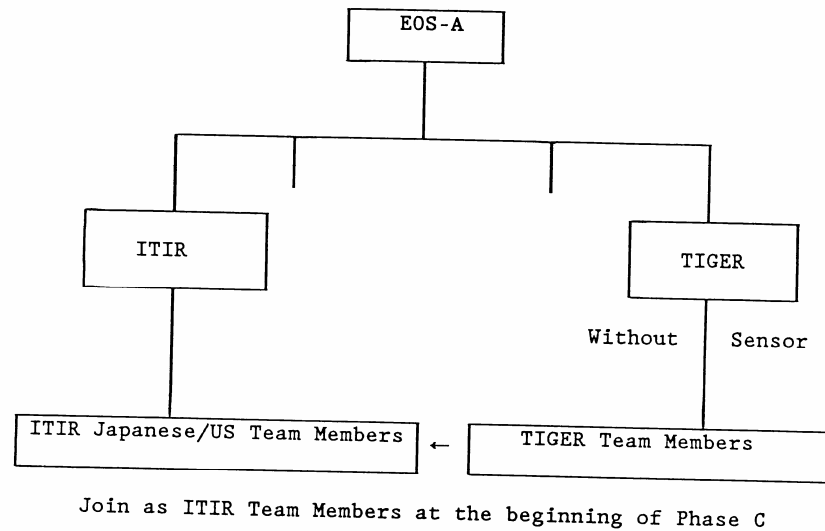 EOS-A
ITIR
TIGER
Without Sensor
ITIR Japanese/US Team Members ← TIGER Team Members
Join as ITIR Team Members at the beginning of Phase C